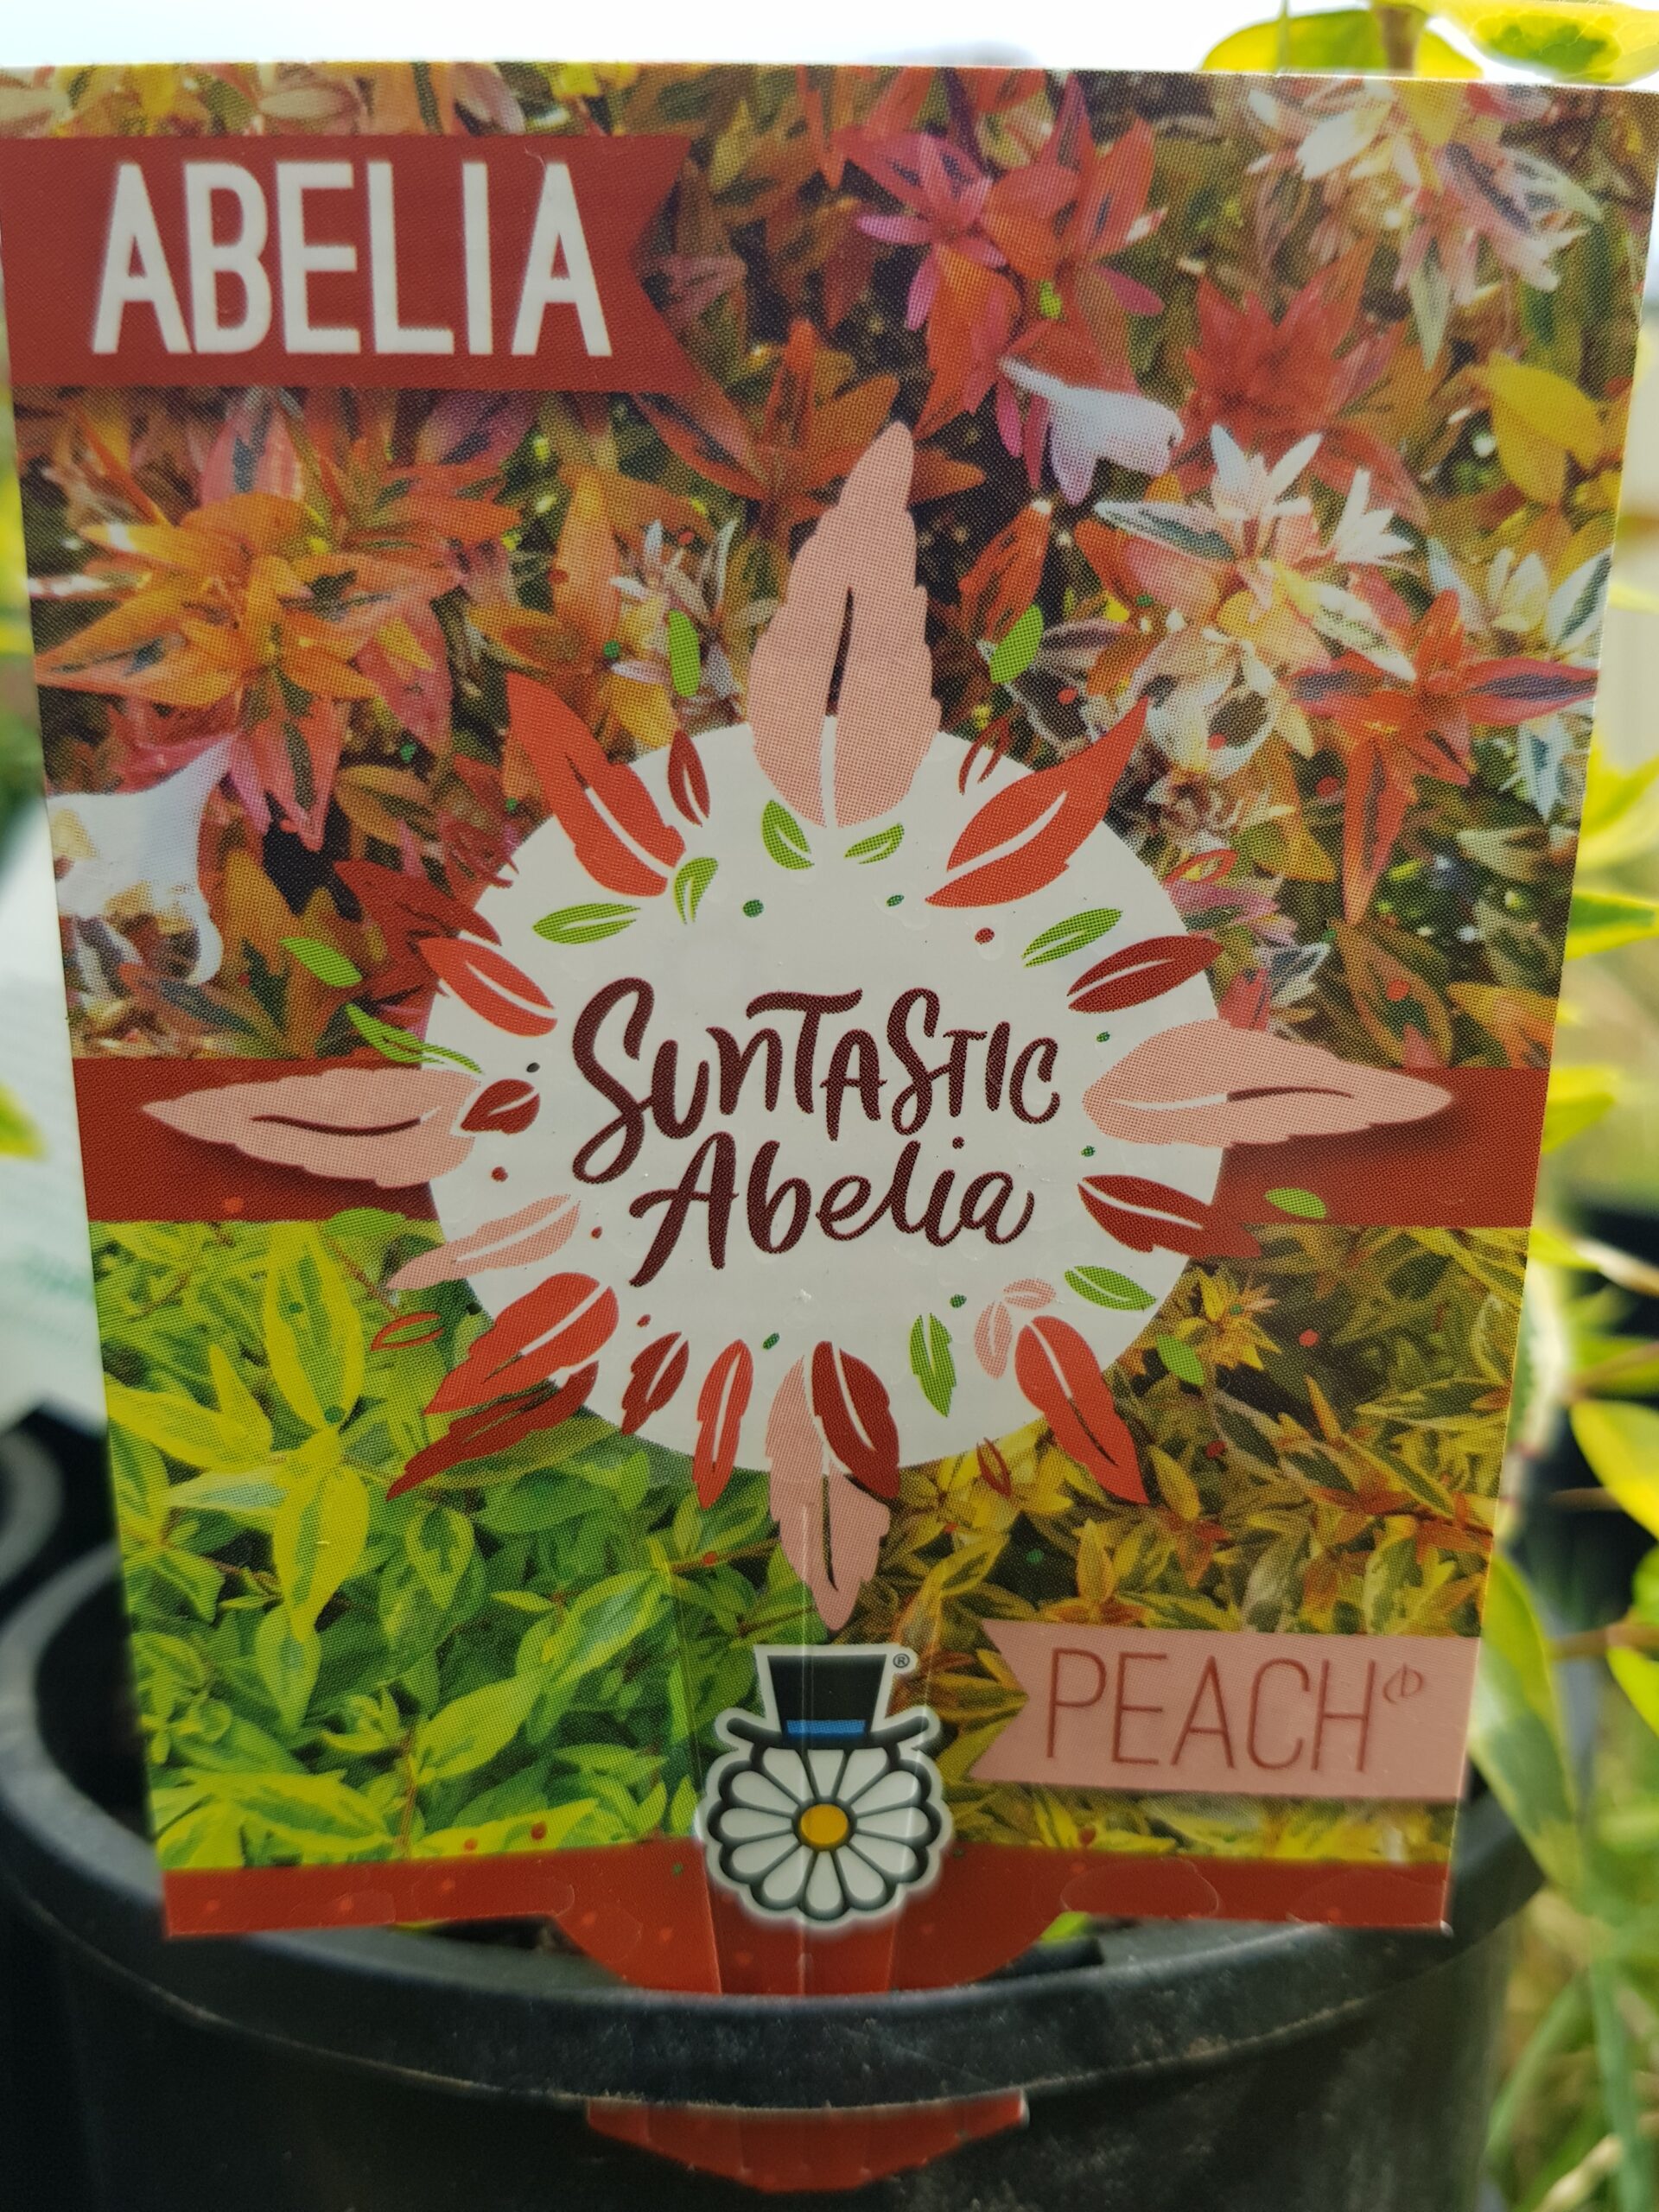 ABELIA
SUNTASTIC
Abelia
®
PEACH